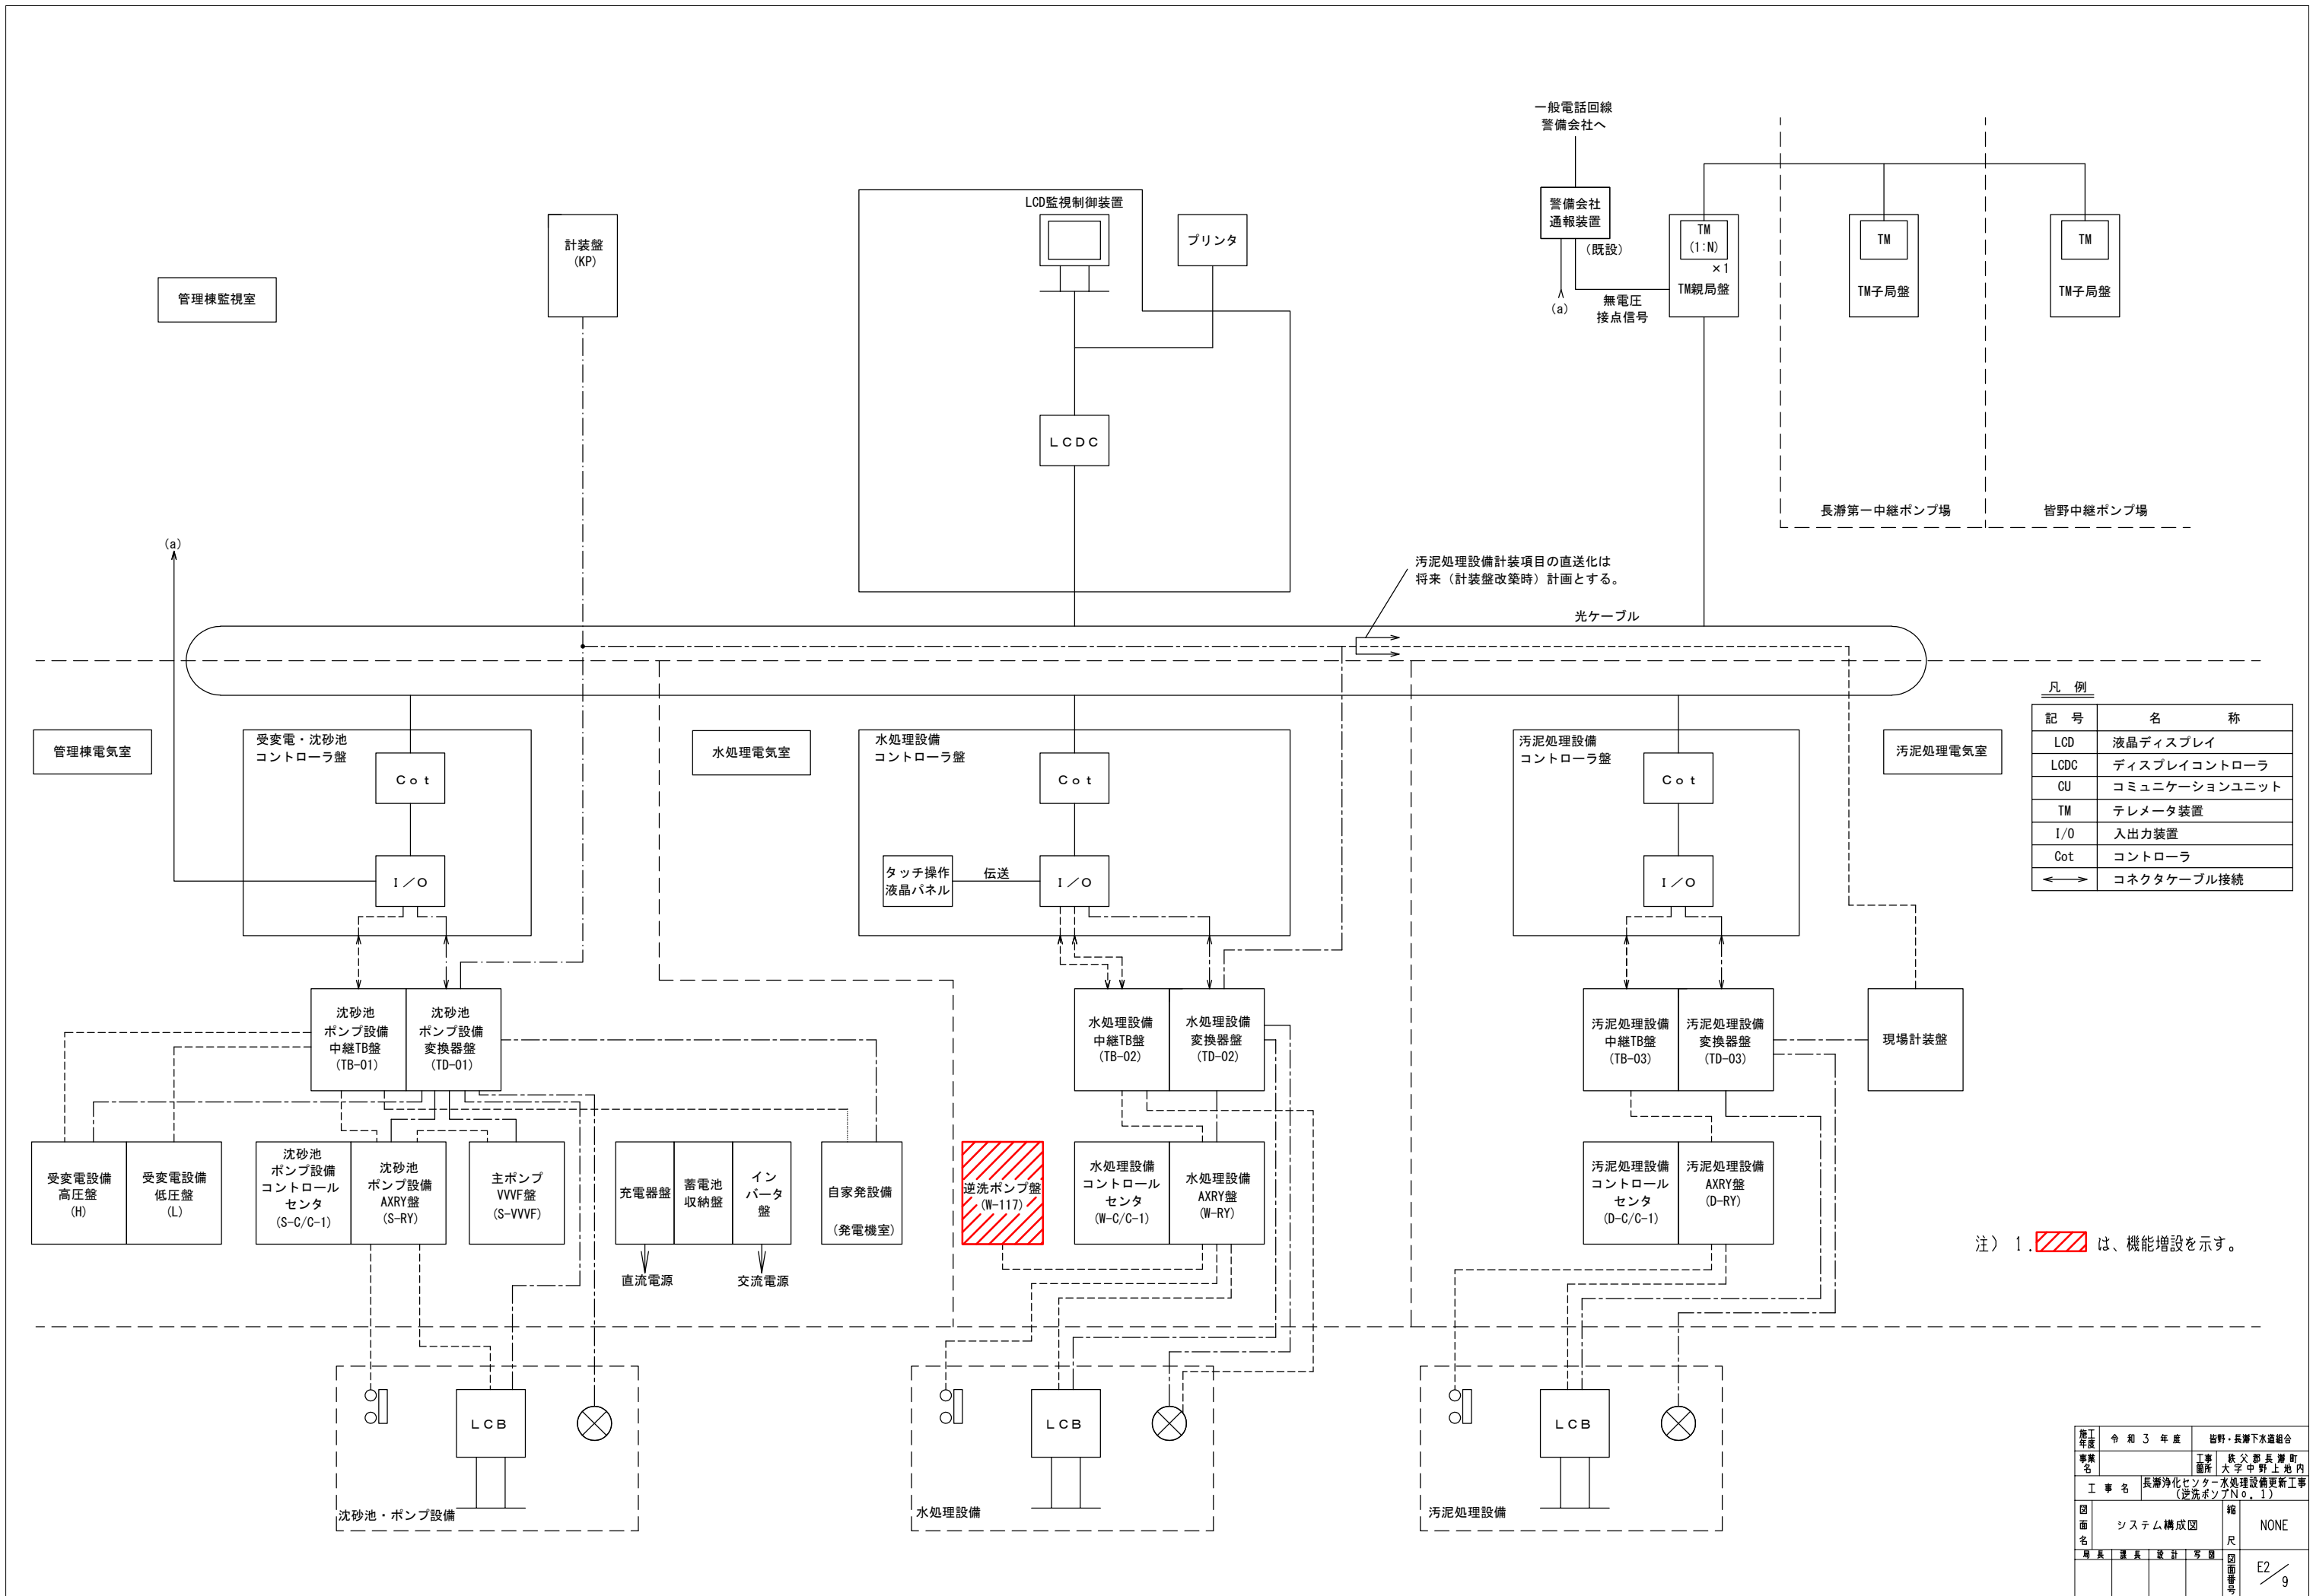 一般電話回線
警備会社へ
警備会社
通報装置
(既設)
(a)
無電圧
接点信号
TM
(1:N)
×1
TM親局盤
TM
TM子局盤
TM
TM子局盤
長瀞第一中継ポンプ場
皆野中継ポンプ場
管理棟監視室
計装盤
(KP)
LCD監視制御装置
プリンタ
LCDC
(a)
汚泥処理設備計装項目の直送化は
将来（計装盤改築時）計画とする。
光ケーブル
管理棟電気室
受変電・沈砂池
コントローラ盤
Cot
I／O
水処理電気室
水処理設備
コントローラ盤
Cot
タッチ操作
液晶パネル
伝送
I／O
汚泥処理設備
コントローラ盤
Cot
I／O
汚泥処理電気室
凡 例
記 号 名 称
LCD 液晶ディスプレイ
LCDC ディスプレイコントローラ
CU コミュニケーションユニット
TM テレメータ装置
I/O 入出力装置
Cot コントローラ
コネクタケーブル接続
沈砂池
ポンプ設備
中継TB盤
(TB-01)
沈砂池
ポンプ設備
変換器盤
(TD-01)
水処理設備
中継TB盤
(TB-02)
水処理設備
変換器盤
(TD-02)
汚泥処理設備
中継TB盤
(TB-03)
汚泥処理設備
変換器盤
(TD-03)
現場計装盤
受変電設備
高圧盤
(H)
受変電設備
低圧盤
(L)
沈砂池
ポンプ設備
コントロール
センタ
(S-C/C-1)
沈砂池
ポンプ設備
AXRY盤
(S-RY)
主ポンプ
VVVF盤
(S-VVVF)
充電器盤
蓄電池
収納盤
イン
バータ
盤
直流電源
交流電源
自家発設備
(発電機室)
逆洗ポンプ盤
(W-117)
水処理設備
コントロール
センタ
(W-C/C-1)
水処理設備
AXRY盤
(W-RY)
汚泥処理設備
コントロール
センタ
(D-C/C-1)
汚泥処理設備
AXRY盤
(D-RY)
注） 1. は、機能増設を示す。
LCB
沈砂池・ポンプ設備
LCB
水処理設備
LCB
汚泥処理設備
施工年度 令和3年度 皆野・長瀞下水道組合
事業名 工事箇所 秩父郡長瀞町
大字中野上地内
工事名 長瀞浄化センター水処理設備更新工事
(逆洗ポンプNo.1)
図面名 システム構成図 縮尺 NONE
局長 課長 設計 写図 図面番号 E2/9